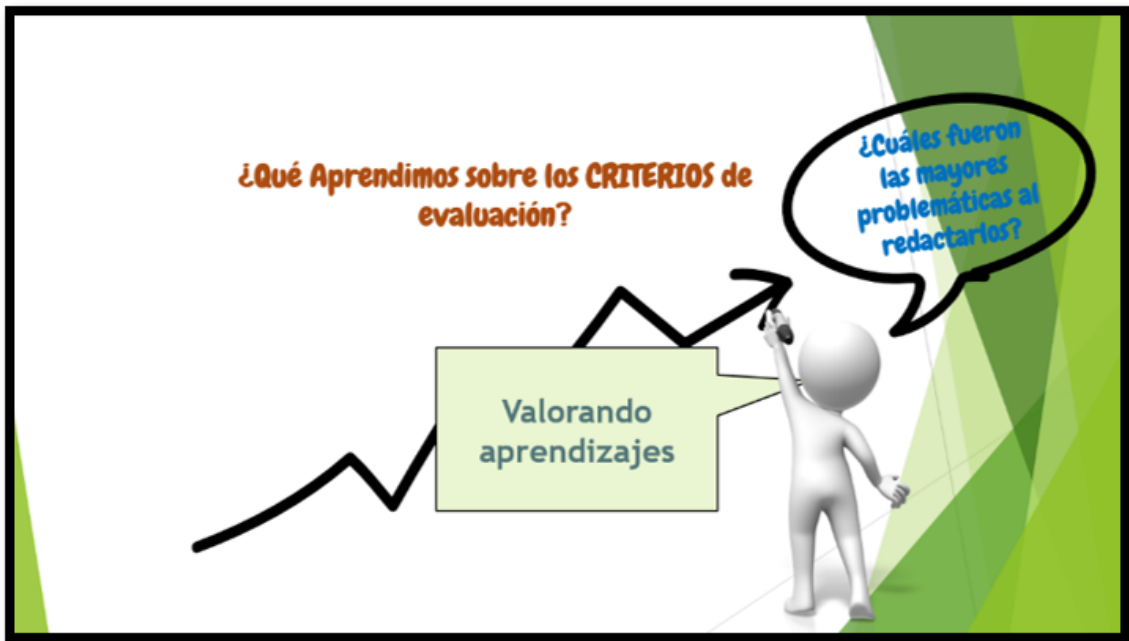 ¿Qué Aprendimos sobre los CRITERIOS de
evaluación?
¿Cuáles fueron
las mayores
problemáticas al
redactarlos?
Valorando
aprendizajes